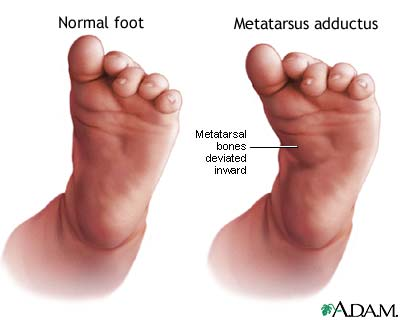 Normal foot
Metatarsus adductus
Metatarsal
bones
deviated
inward
A.D.A.M.